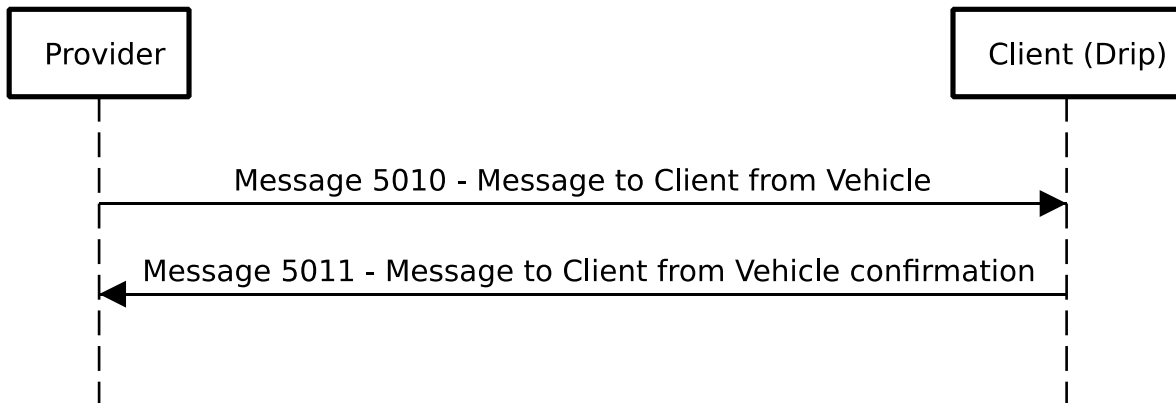 Provider
Client (Drip)
Message 5010 - Message to Client from Vehicle
Message 5011 - Message to Client from Vehicle confirmation